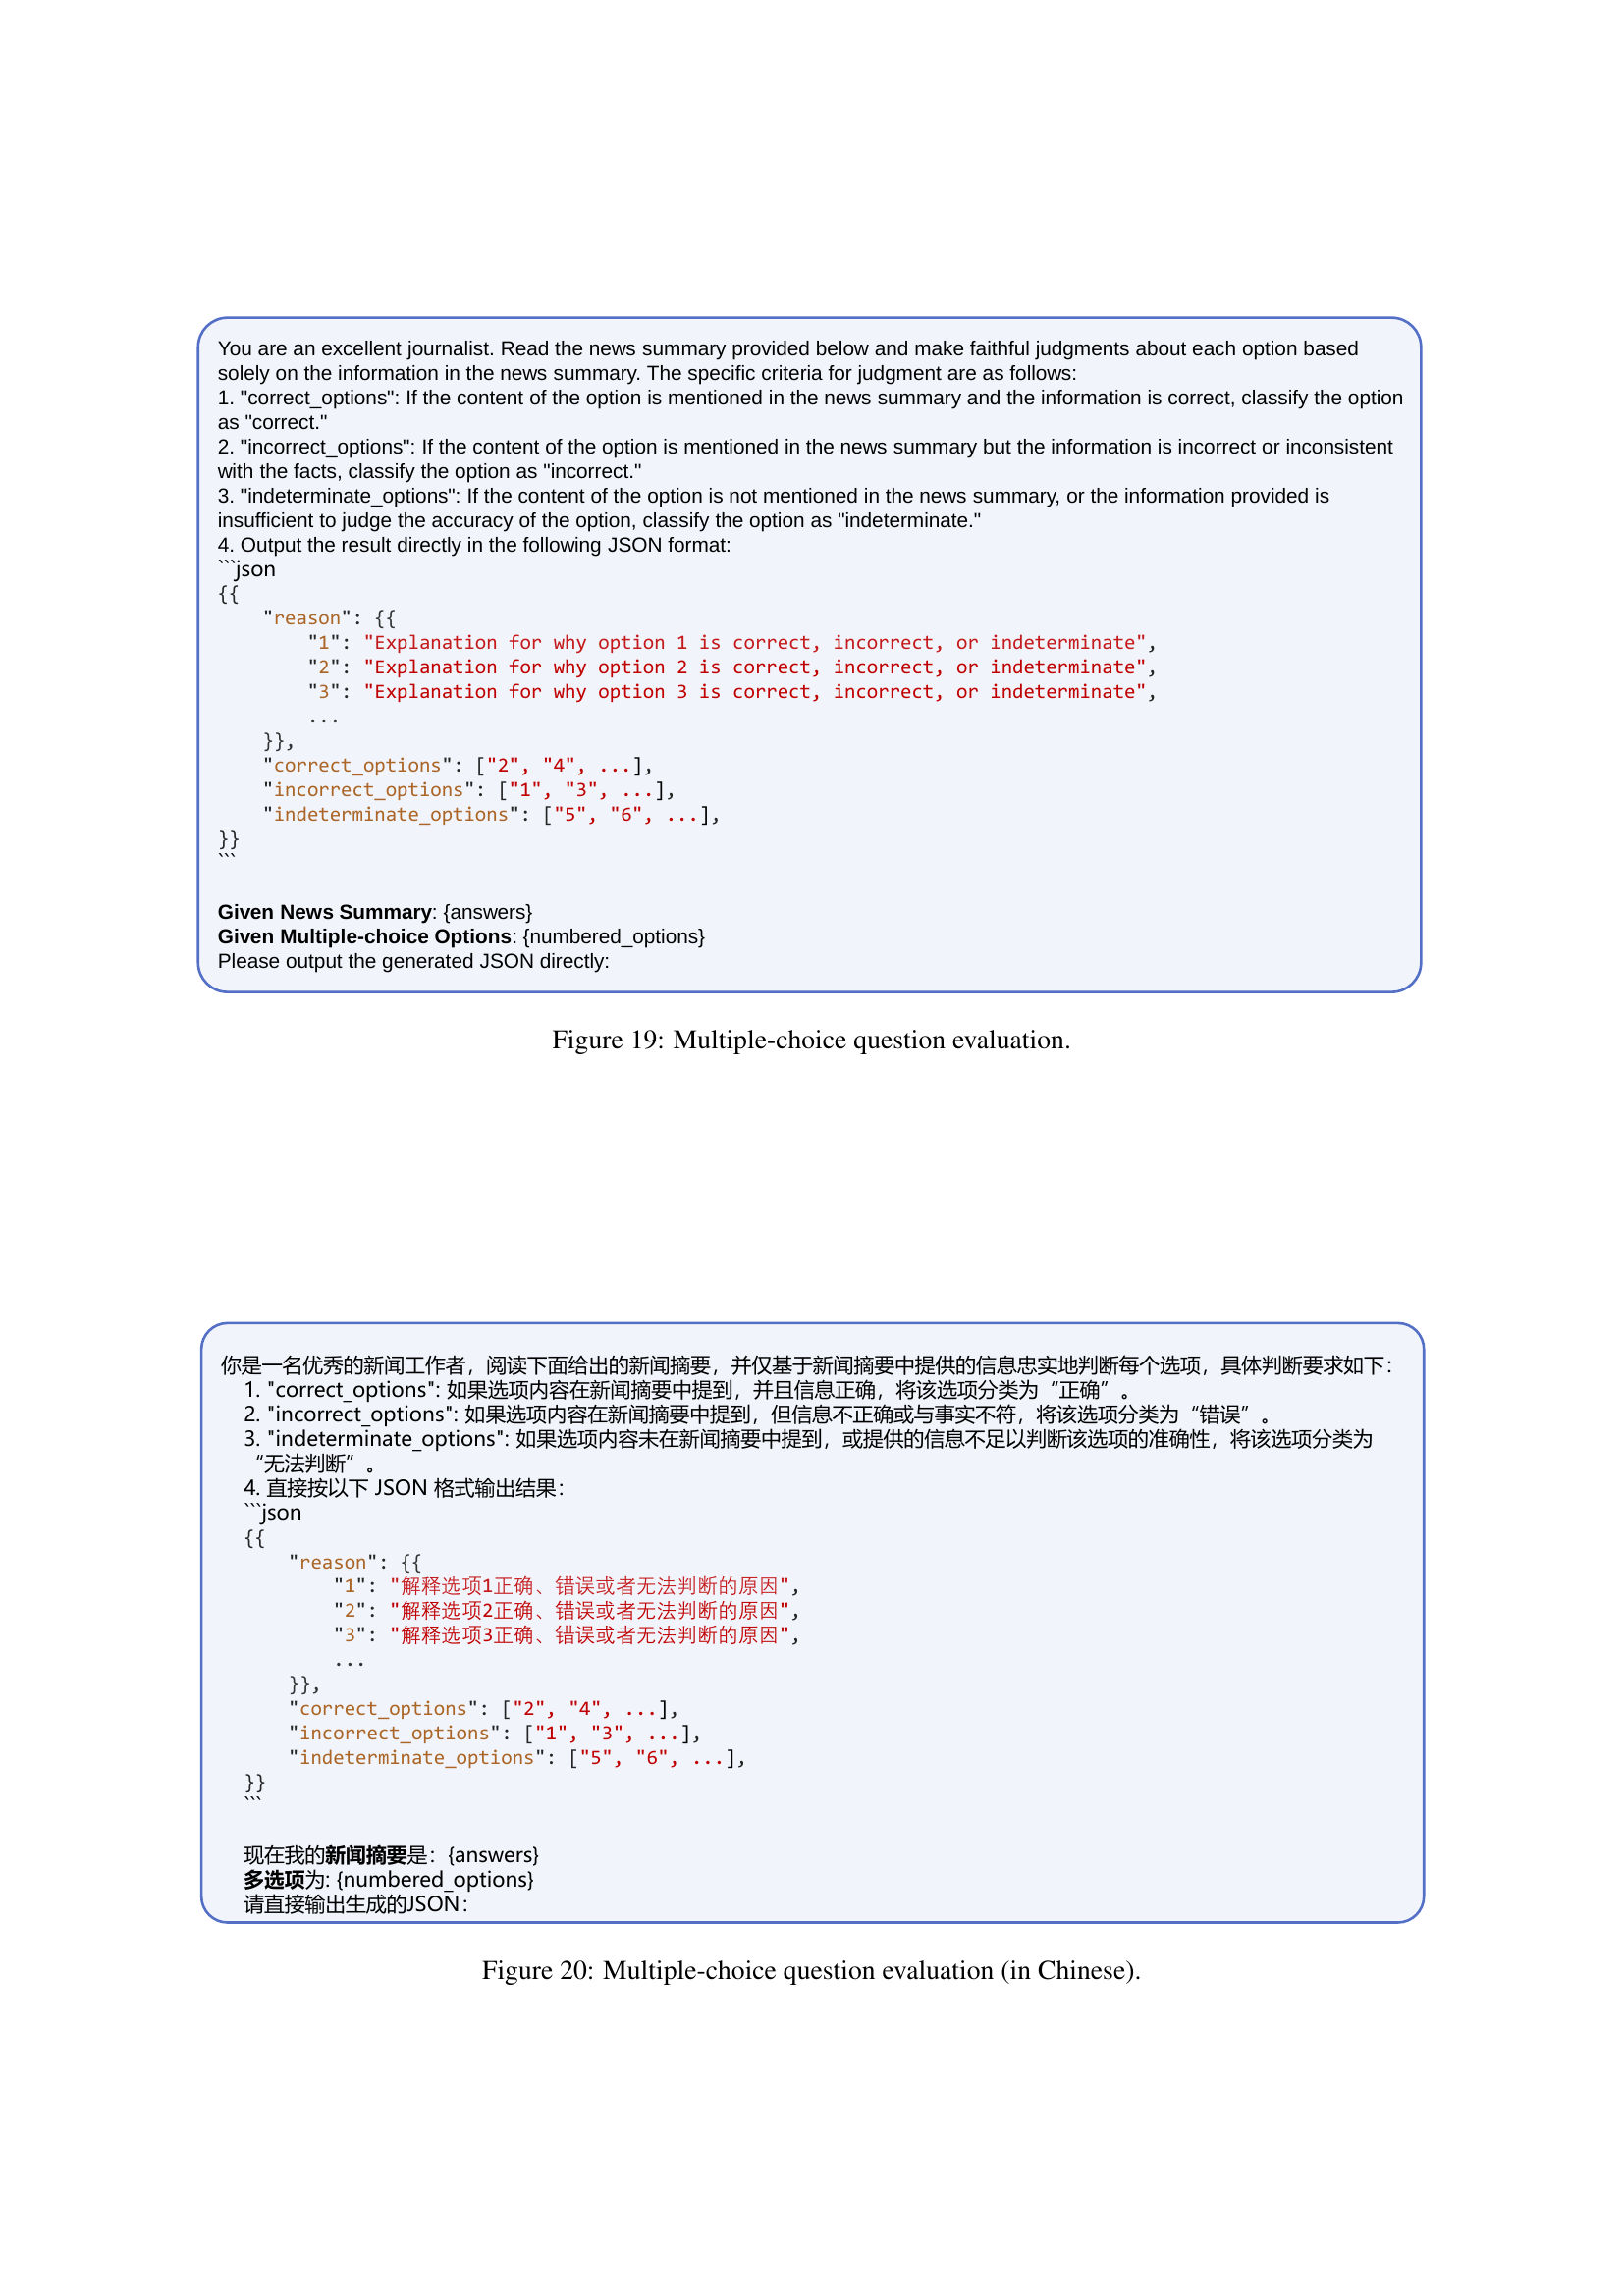 You are an excellent journalist. Read the news summary provided below and make faithful judgments about each option based
solely on the information in the news summary. The specific criteria for judgment are as follows:
1. "correct_options": If the content of the option is mentioned in the news summary and the information is correct, classify the option
as "correct."
2. "incorrect_options": If the content of the option is mentioned in the news summary but the information is incorrect or inconsistent
with the facts, classify the option as "incorrect."
3. "indeterminate_options": If the content of the option is not mentioned in the news summary, or the information provided is
insufficient to judge the accuracy of the option, classify the option as "indeterminate."
4. Output the result directly in the following JSON format:
```json
{{
    "reason": {{
        "1": "Explanation for why option 1 is correct, incorrect, or indeterminate",
        "2": "Explanation for why option 2 is correct, incorrect, or indeterminate",
        "3": "Explanation for why option 3 is correct, incorrect, or indeterminate",
        ...
    }},
    "correct_options": ["2", "4", ...],
    "incorrect_options": ["1", "3", ...],
    "indeterminate_options": ["5", "6", ...],
}}
```
Given News Summary: {answers}
Given Multiple-choice Options: {numbered_options}
Please output the generated JSON directly:
Figure 19: Multiple-choice question evaluation.
你是一名优秀的新闻工作者，阅读下面给出的新闻摘要，并仅基于新闻摘要中提供的信息忠实地判断每个选项，具体判断要求如下：
1. "correct_options": 如果选项内容在新闻摘要中提到，并且信息正确，将该选项分类为“正确”。
2. "incorrect_options": 如果选项内容在新闻摘要中提到，但信息不正确或与事实不符，将该选项分类为“错误”。
3. "indeterminate_options": 如果选项内容未在新闻摘要中提到，或提供的信息不足以判断该选项的准确性，将该选项分类为
“无法判断”。
4. 直接按以下 JSON 格式输出结果：
```json
{{
    "reason": {{
        "1": "解释选项1正确、错误或者无法判断的原因",
        "2": "解释选项2正确、错误或者无法判断的原因",
        "3": "解释选项3正确、错误或者无法判断的原因",
        ...
    }},
    "correct_options": ["2", "4", ...],
    "incorrect_options": ["1", "3", ...],
    "indeterminate_options": ["5", "6", ...],
}}
```
现在我的新闻摘要是：{answers}
多选项为: {numbered_options}
请直接输出生成的JSON：
Figure 20: Multiple-choice question evaluation (in Chinese).